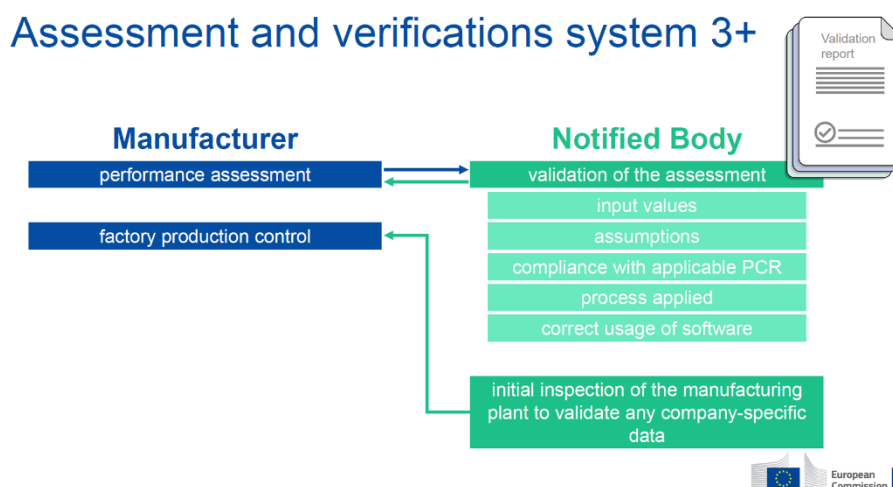 Assessment and verifications system 3+
Validation
report
Manufacturer
Notified Body
performance assessment
validation of the assessment
input values
factory production control
assumptions
compliance with applicable PCR
process applied
correct usage of software
initial inspection of the manufacturing
plant to validate any company-specific
data
European
Commission